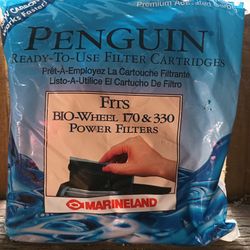 Premium Activated
PENGUIN
READY-TO-USE FILTER CARTRIDGES
Prêt-A-Employez La Cartouche Filtrante
Listo-A-Utilice El Cartucho De Filtro
FITS
BIO-WHEEL 170 & 330
POWER FILTERS
MARINELAND